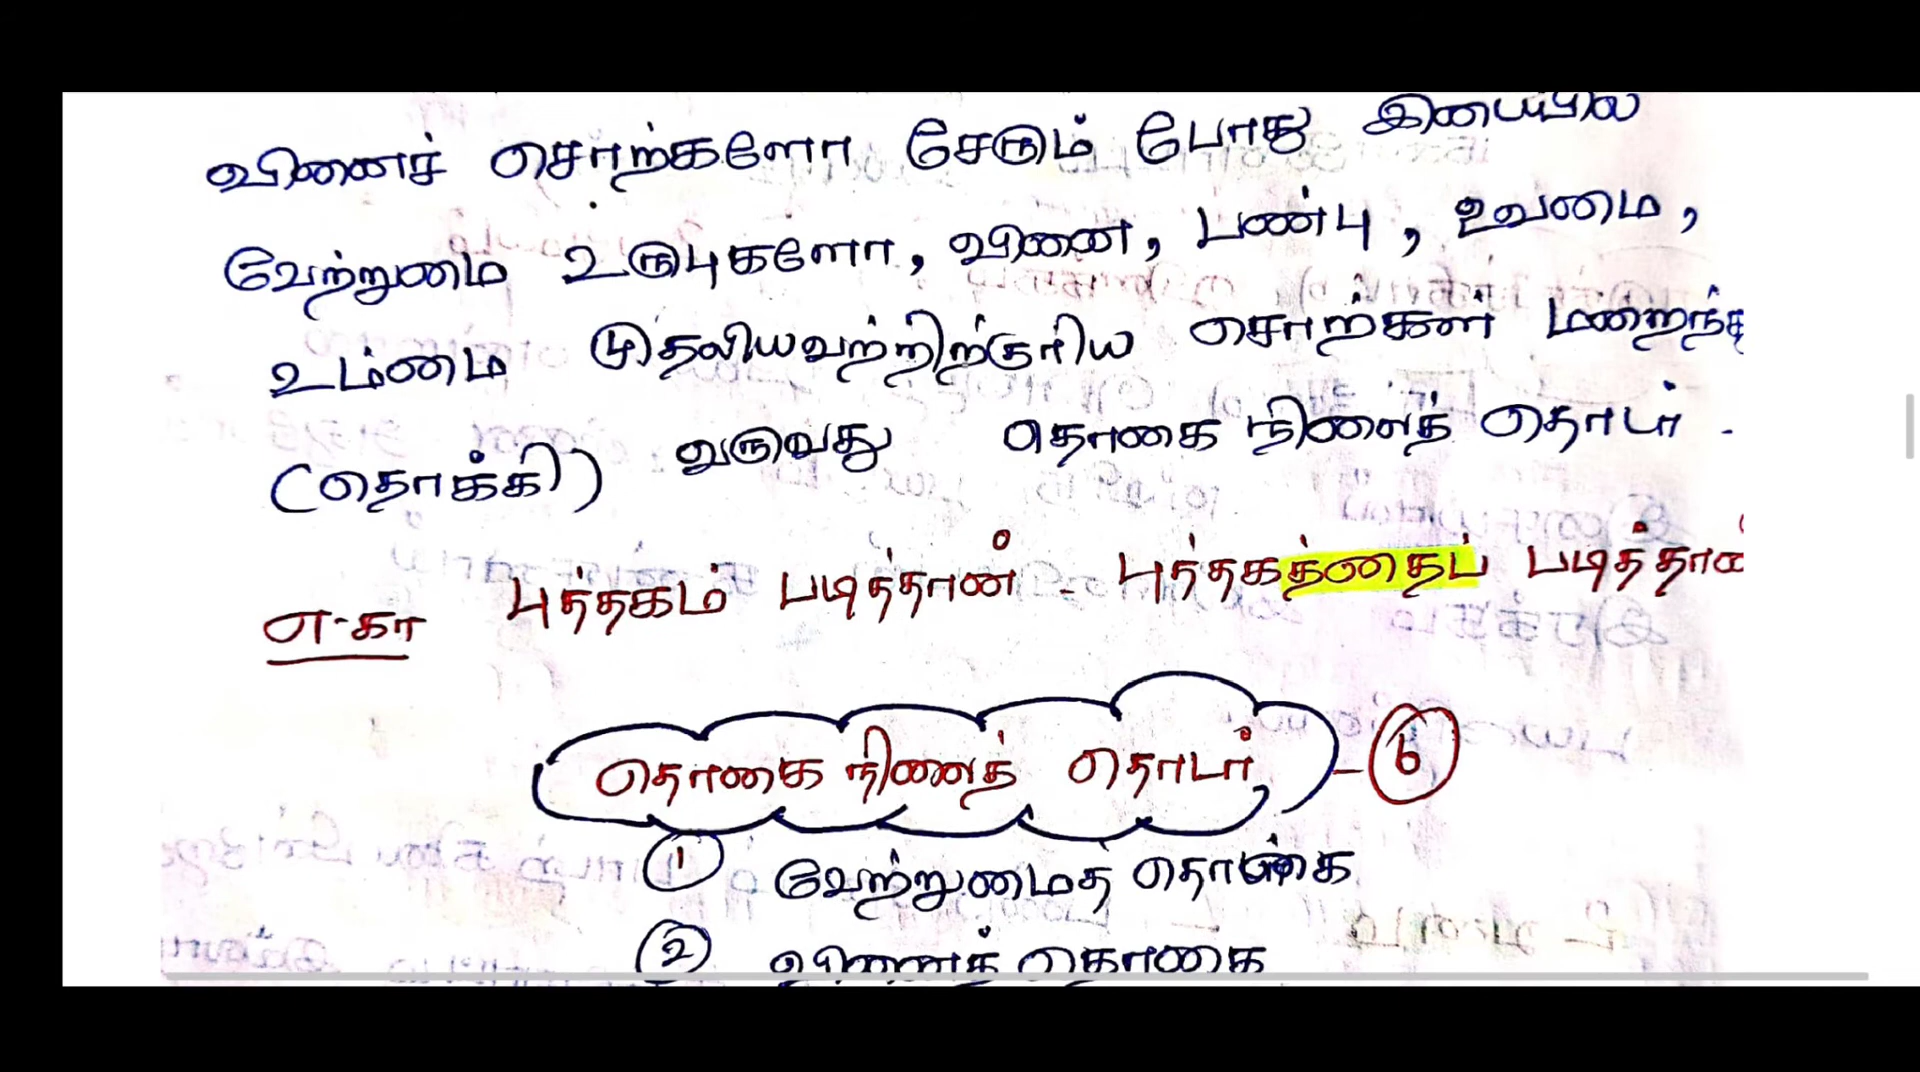 வினைச் சொற்களோ சேரும் போது இடையில்
வேற்றுமை உருபுகளோ, வினை, பண்பு, உவமை,
உம்மை முதலியவற்றிற்குரிய சொற்கள் மறைந்து
(தொக்கி) வருவது தொகை நிலைத் தொடர் .
எ.கா புத்தகம் படித்தான் - புத்தகத்தைப் படித்தான்
தொகை நிலைத் தொடர் - 6
1 வேற்றுமைத் தொகை
2 வினைத் தொகை